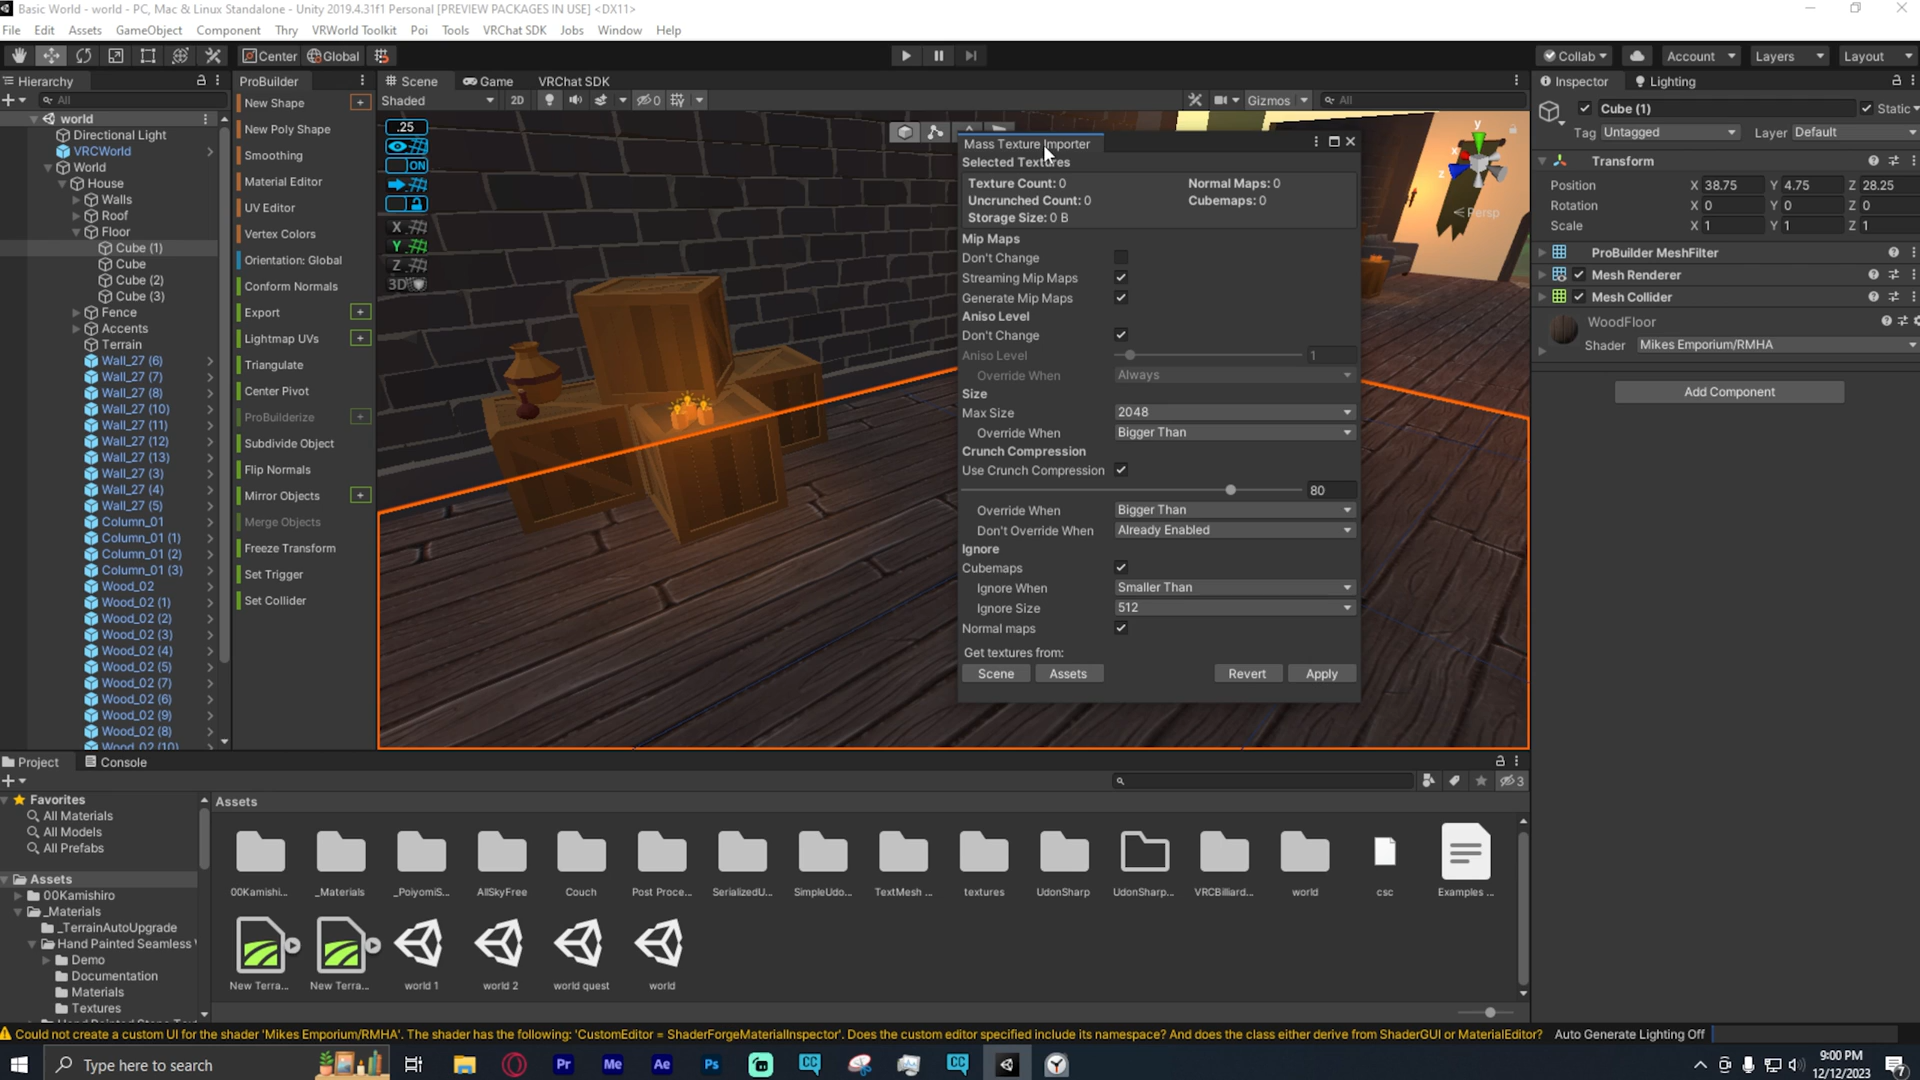 Basic World - world - PC, Mac & Linux Standalone - Unity 2019.4.31f1 Personal [PREVIEW PACKAGES IN USE] <DX11>
File Edit Assets GameObject Component Thry VRWorld Toolkit Poi Tools VRChat SDK Jobs Window Help
Center Global Collab Account Layers Layout
Hierarchy
All
world
Directional Light
VRCWorld
World
House
Walls
Roof
Floor
Cube (1)
Cube
Cube (2)
Cube (3)
Fence
Accents
Terrain
Wall_27 (6)
Wall_27 (7)
Wall_27 (8)
Wall_27 (10)
Wall_27 (11)
Wall_27 (12)
Wall_27 (13)
Wall_27 (3)
Wall_27 (4)
Wall_27 (5)
Column_01
Column_01 (1)
Column_01 (2)
Column_01 (3)
Wood_02
Wood_02 (1)
Wood_02 (2)
Wood_02 (3)
Wood_02 (4)
Wood_02 (5)
Wood_02 (7)
Wood_02 (6)
Wood_02 (9)
Wood_02 (8)
Wood_02 (10)
ProBuilder
New Shape +
New Poly Shape
Smoothing
Material Editor
UV Editor
Vertex Colors
Orientation: Global
Conform Normals
Export +
Lightmap UVs +
Triangulate
Center Pivot
ProBuilderize +
Subdivide Object
Flip Normals
Mirror Objects +
Merge Objects
Freeze Transform
Set Trigger
Set Collider
Scene Game VRChat SDK
Shaded 2D 0 Gizmos All
.25
ON
X
Y
Z
3D
y
x
z
Persp
Mass Texture Importer
Selected Textures
Texture Count: 0 Normal Maps: 0
Uncrunched Count: 0 Cubemaps: 0
Storage Size: 0 B
Mip Maps
Don't Change
Streaming Mip Maps
Generate Mip Maps
Aniso Level
Don't Change
Aniso Level 1
Override When Always
Size
Max Size 2048
Override When Bigger Than
Crunch Compression
Use Crunch Compression
80
Override When Bigger Than
Don't Override When Already Enabled
Ignore
Cubemaps
Ignore When Smaller Than
Ignore Size 512
Normal maps
Get textures from:
Scene Assets Revert Apply
Inspector Lighting
Cube (1) Static
Tag Untagged Layer Default
Transform
Position X 38.75 Y 4.75 Z 28.25
Rotation X 0 Y 0 Z 0
Scale X 1 Y 1 Z 1
ProBuilder MeshFilter
Mesh Renderer
Mesh Collider
WoodFloor
Shader Mikes Emporium/RMHA
Add Component
Project Console
3
Favorites
All Materials
All Models
All Prefabs
Assets
00Kamishiro
_Materials
_TerrainAutoUpgrade
Hand Painted Seamless
Demo
Documentation
Materials
Textures
Assets
00Kamishi... _Materials _PoiyomiS... AllSkyFree Couch Post Proce... SerializedU... SimpleUdo... TextMesh ... textures UdonSharp UdonSharp... VRCBilliard... world csc Examples ...
New Terra... New Terra... world 1 world 2 world quest world
Could not create a custom UI for the shader 'Mikes Emporium/RMHA'. The shader has the following: 'CustomEditor = ShaderForgeMaterialInspector'. Does the custom editor specified include its namespace? And does the class either derive from ShaderGUI or MaterialEditor? Auto Generate Lighting Off
Type here to search
Pr Me Ae Ps CC CC
9:00 PM
12/12/2023
7